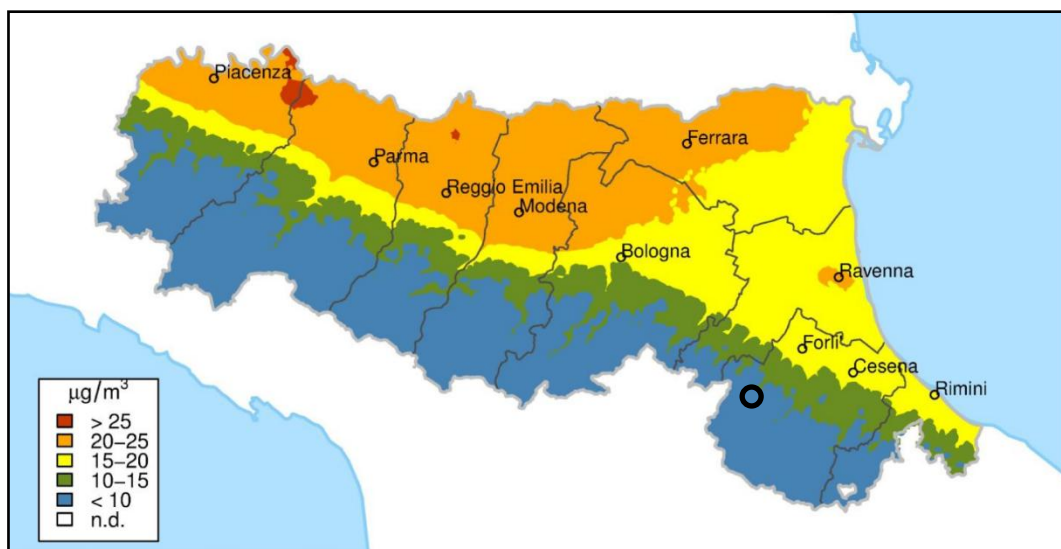 Piacenza
Parma
Reggio Emilia
Modena
Ferrara
Bologna
Ravenna
Forlì
Cesena
Rimini
µg/m³
> 25
20−25
15−20
10−15
< 10
n.d.